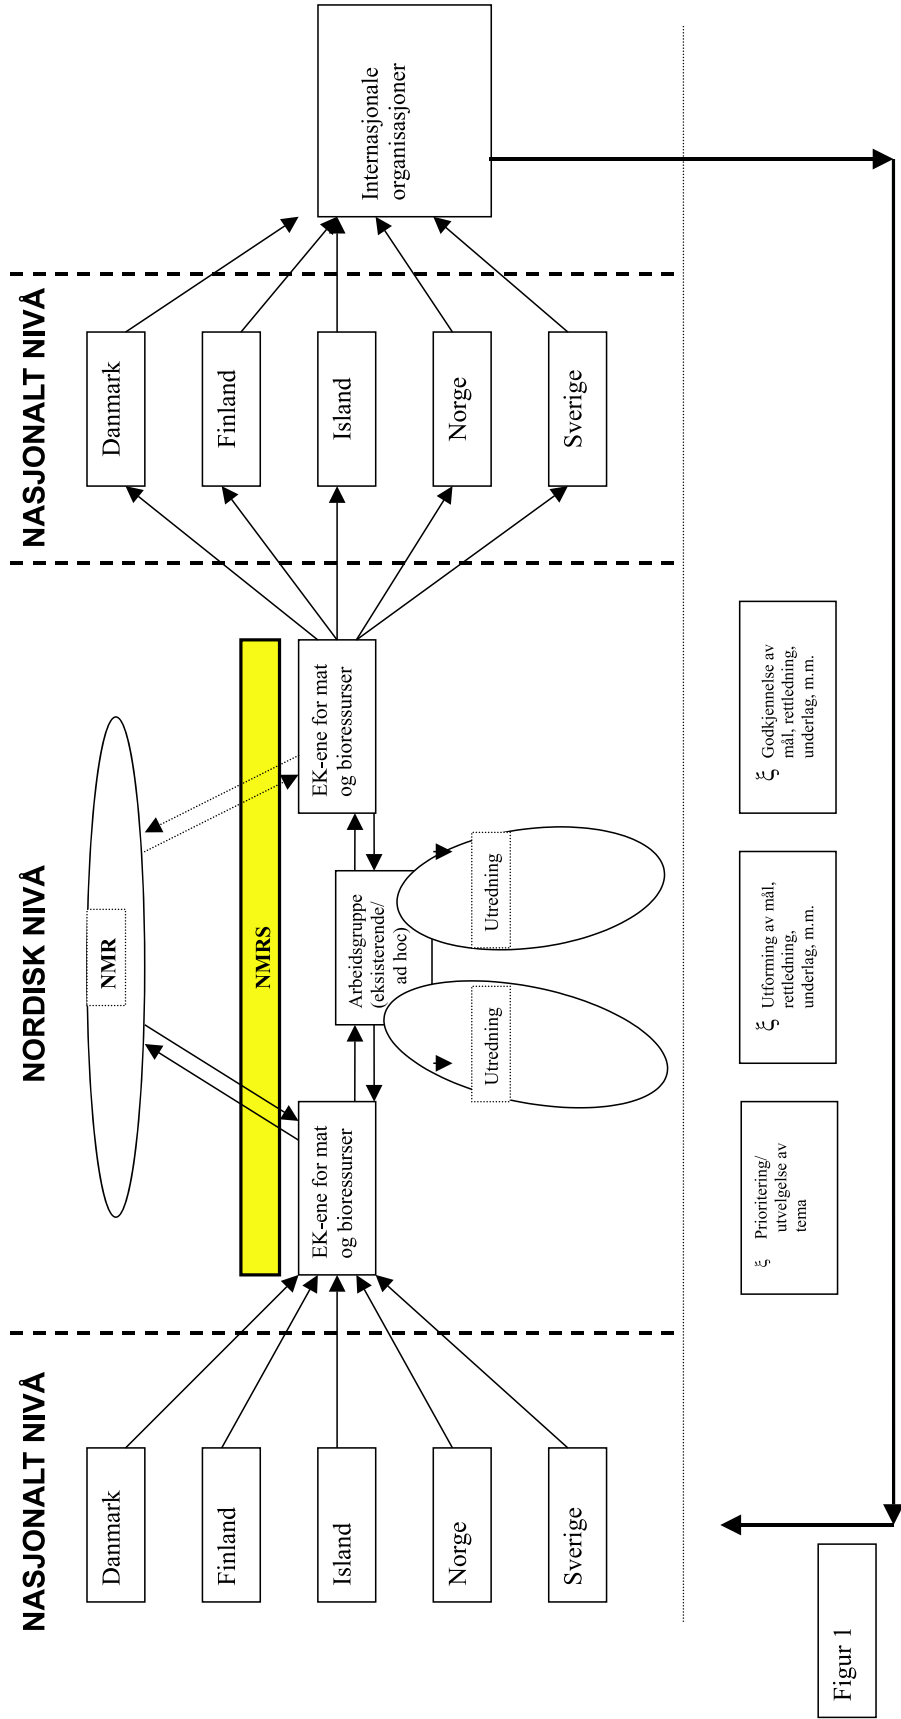 NASJONALT NIVÅ
NORDISK NIVÅ
NASJONALT NIVÅ
Danmark
Finland
Island
Norge
Sverige
NMR
NMRS
EK-ene for mat
og bioressurser
Arbeidsgruppe
(eksisterende/
ad hoc)
Utredning
Utredning
EK-ene for mat
og bioressurser
Danmark
Finland
Island
Norge
Sverige
Internasjonale
organisasjoner
ξ Prioritering/
utvelgelse av
tema
ξ Utforming av mål,
rettledning,
underlag, m.m.
ξ Godkjennelse av
mål, rettledning,
underlag, m.m.
Figur 1